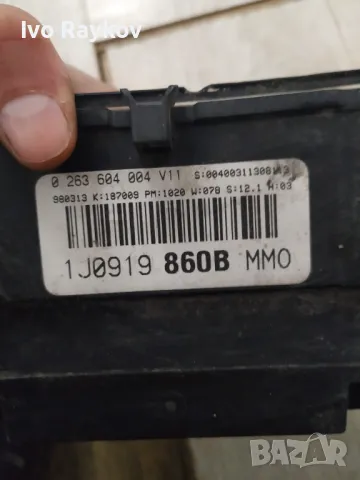 Ivo Raykov
0 263 604 004 V11 S:00400311308143
980313 K:187009 PM:1020 W:078 S:12.1 H:03
1J0919 860B MMO
BAZAR